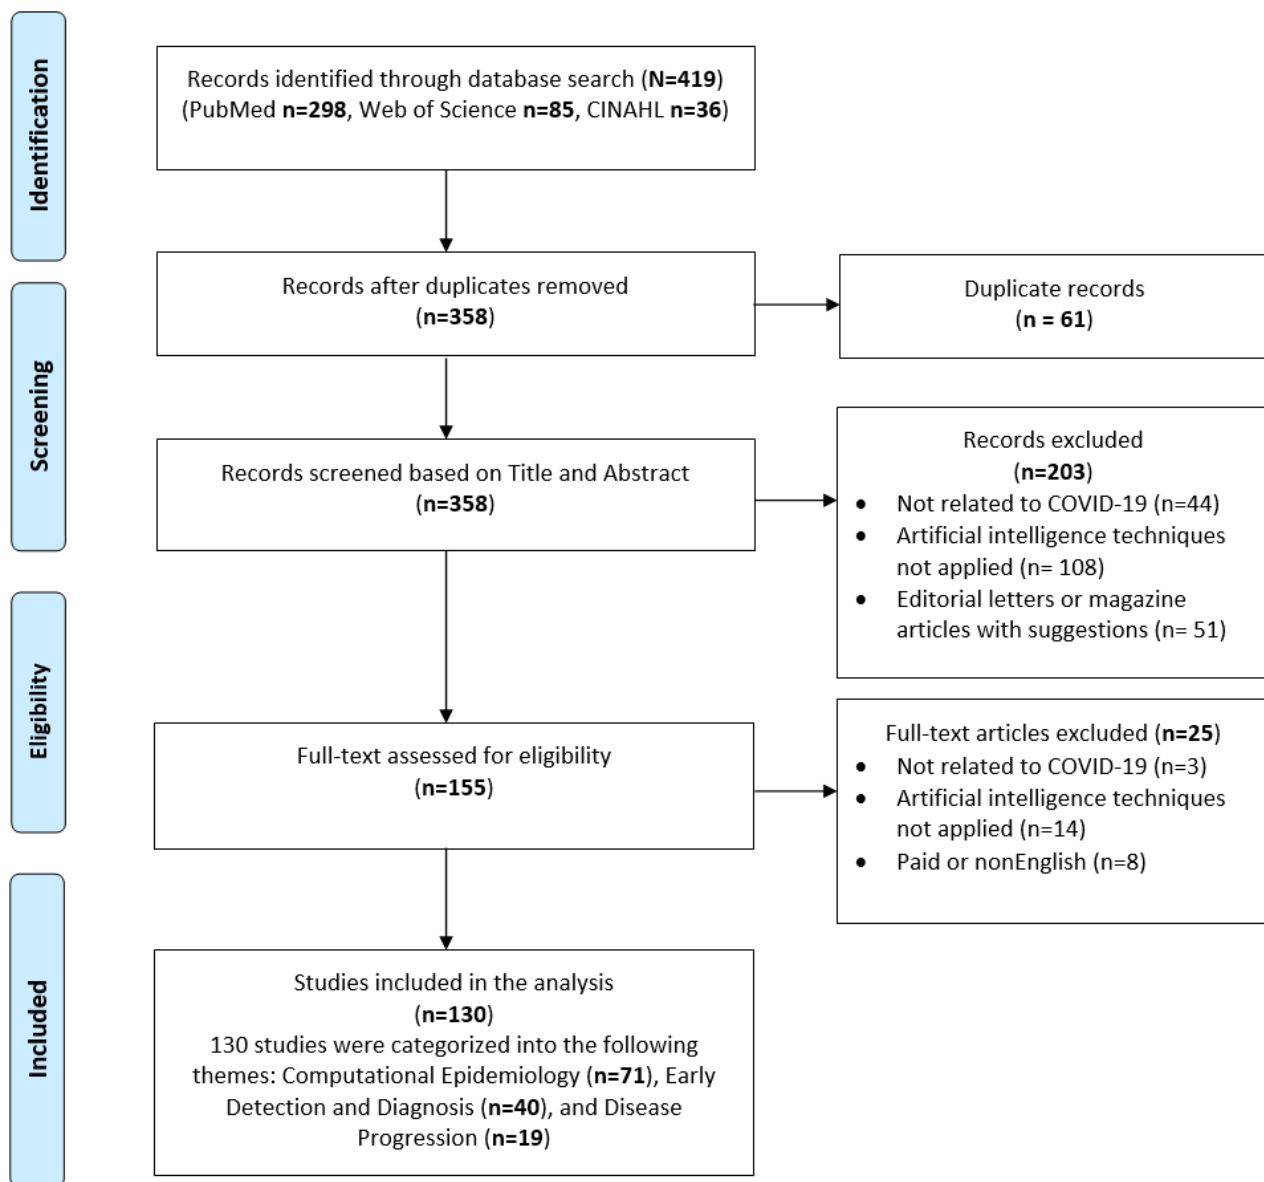 Identification
Records identified through database search (N=419)
(PubMed n=298, Web of Science n=85, CINAHL n=36)
Screening
Records after duplicates removed
(n=358)
Duplicate records
(n = 61)
Records screened based on Title and Abstract
(n=358)
Records excluded
(n=203)
• Not related to COVID-19 (n=44)
• Artificial intelligence techniques
not applied (n= 108)
• Editorial letters or magazine
articles with suggestions (n= 51)
Eligibility
Full-text assessed for eligibility
(n=155)
Full-text articles excluded (n=25)
• Not related to COVID-19 (n=3)
• Artificial intelligence techniques
not applied (n=14)
• Paid or nonEnglish (n=8)
Included
Studies included in the analysis
(n=130)
130 studies were categorized into the following
themes: Computational Epidemiology (n=71), Early
Detection and Diagnosis (n=40), and Disease
Progression (n=19)